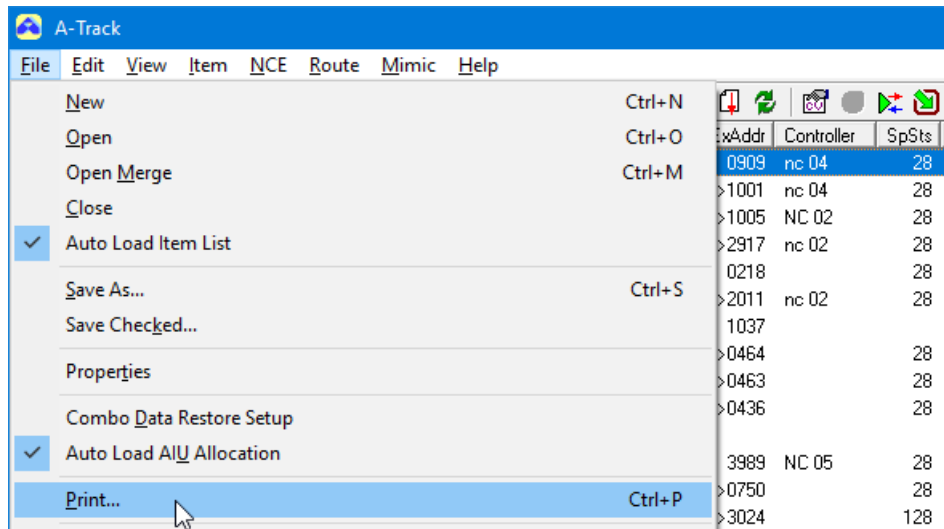 A-Track
File Edit View Item NCE Route Mimic Help
New Ctrl+N
Open Ctrl+O
Open Merge Ctrl+M
Close
Auto Load Item List
Save As... Ctrl+S
Save Checked...
Properties
Combo Data Restore Setup
Auto Load AIU Allocation
Print... Ctrl+P
ExAddr Controller SpSts
0909 nc 04 28
>1001 nc 04 28
>1005 NC 02 28
>2917 nc 02 28
0218 28
>2011 nc 02 28
1037
>0464 28
>0463 28
>0436 28
3989 NC 05 28
>0750 28
>3024 128